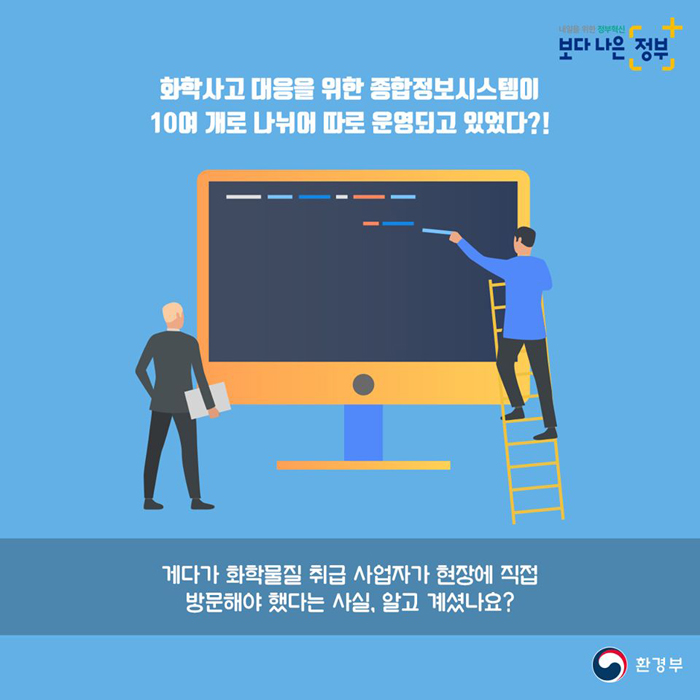 내일을 위한 정부혁신
보다 나은 정부
화학사고 대응을 위한 종합정보시스템이
10여 개로 나뉘어 따로 운영되고 있었다?!
게다가 화학물질 취급 사업자가 현장에 직접
방문해야 했다는 사실, 알고 계셨나요?
환경부